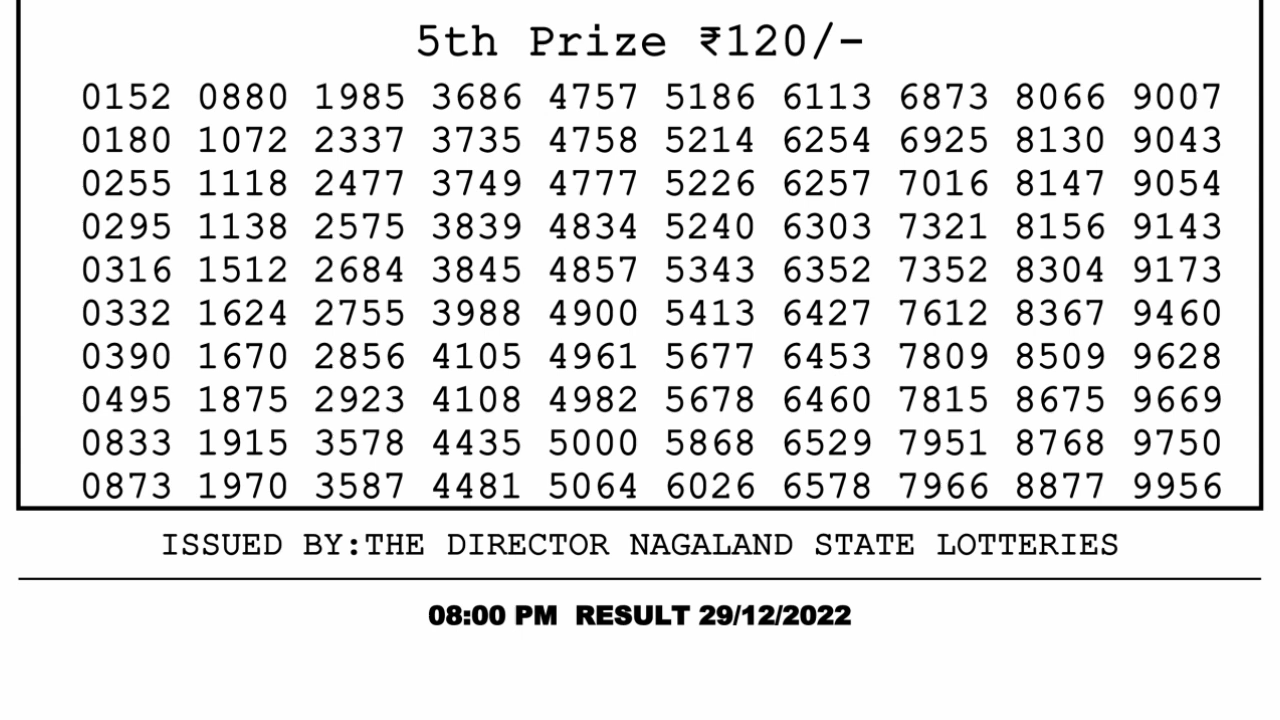 5th Prize ₹120/-
0152 0880 1985 3686 4757 5186 6113 6873 8066 9007
0180 1072 2337 3735 4758 5214 6254 6925 8130 9043
0255 1118 2477 3749 4777 5226 6257 7016 8147 9054
0295 1138 2575 3839 4834 5240 6303 7321 8156 9143
0316 1512 2684 3845 4857 5343 6352 7352 8304 9173
0332 1624 2755 3988 4900 5413 6427 7612 8367 9460
0390 1670 2856 4105 4961 5677 6453 7809 8509 9628
0495 1875 2923 4108 4982 5678 6460 7815 8675 9669
0833 1915 3578 4435 5000 5868 6529 7951 8768 9750
0873 1970 3587 4481 5064 6026 6578 7966 8877 9956
ISSUED BY:THE DIRECTOR NAGALAND STATE LOTTERIES
08:00 PM RESULT 29/12/2022